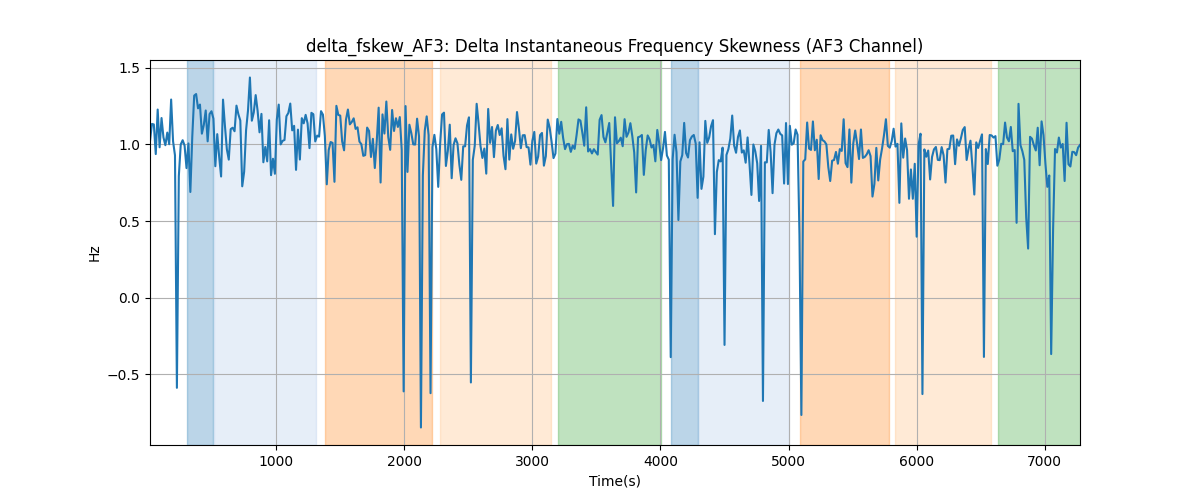 delta_fskew_AF3: Delta Instantaneous Frequency Skewness (AF3 Channel)
1.5
1.0
0.5
0.0
−0.5
Hz
1000 2000 3000 4000 5000 6000 7000
Time(s)